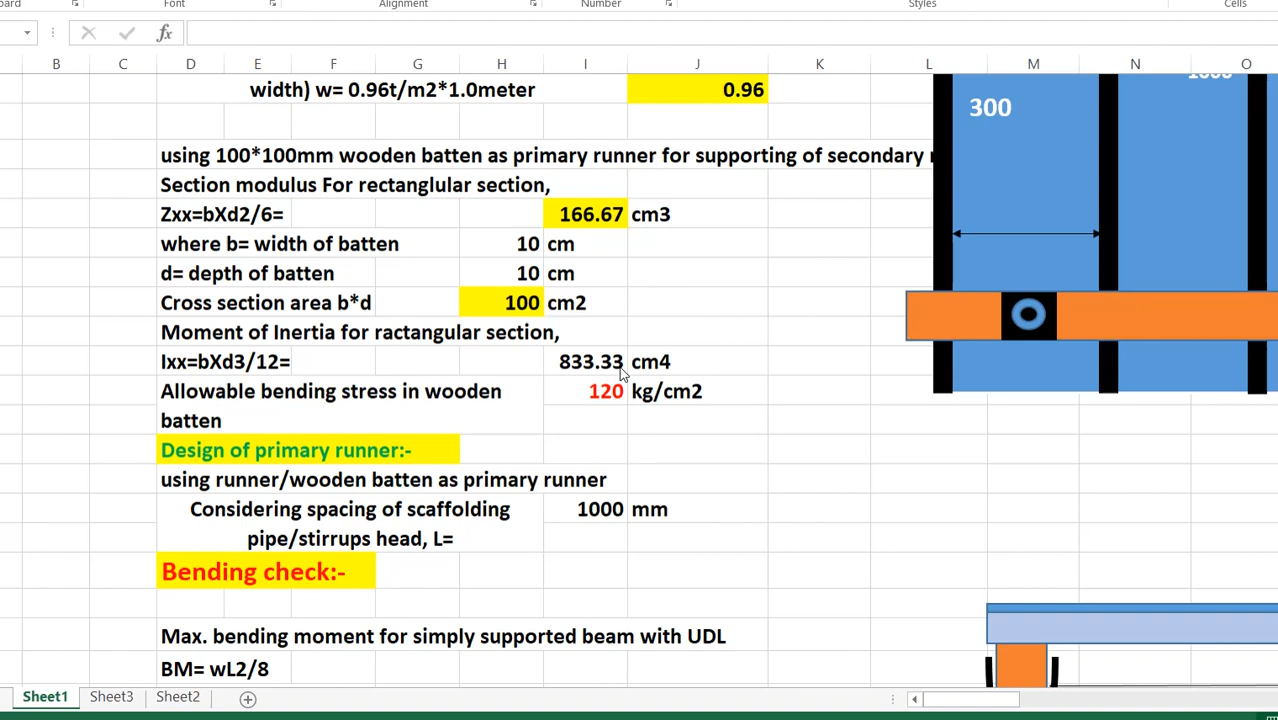 Font
Alignment
Number
Styles
Cells
fx
B C D E F G H I J K L M N O
width) w= 0.96t/m2*1.0meter 0.96
300
using 100*100mm wooden batten as primary runner for supporting of secondary
Section modulus For rectanglular section,
Zxx=bXd2/6= 166.67 cm3
where b= width of batten 10 cm
d= depth of batten 10 cm
Cross section area b*d 100 cm2
Moment of Inertia for ractangular section,
Ixx=bXd3/12= 833.33 cm4
Allowable bending stress in wooden 120 kg/cm2
batten
Design of primary runner:-
using runner/wooden batten as primary runner
Considering spacing of scaffolding 1000 mm
pipe/stirrups head, L=
Bending check:-
Max. bending moment for simply supported beam with UDL
BM= wL2/8
Sheet1 Sheet3 Sheet2